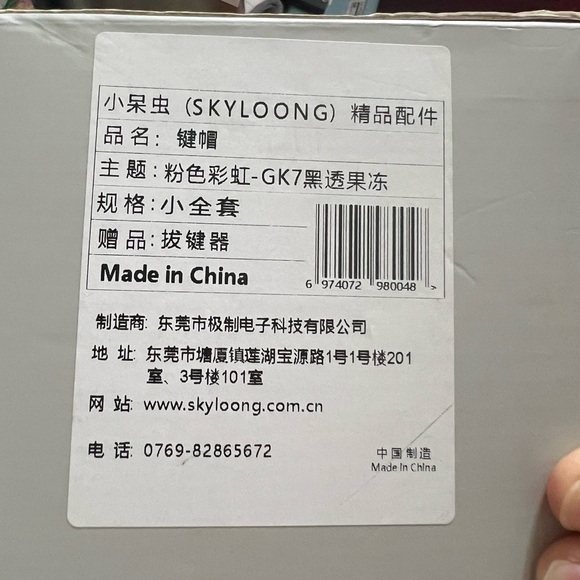 小呆虫（SKYLOONG）精品配件
品名：键帽
主题：粉色彩虹-GK7黑透果冻
规格：小全套
赠品：拔键器
Made in China
6 974072 980048 >
制造商：东莞市极制电子科技有限公司
地址：东莞市塘厦镇莲湖宝源路1号1号楼201
室、3号楼101室
网站：www.skyloong.com.cn
电话：0769-82865672
中国制造
Made In China